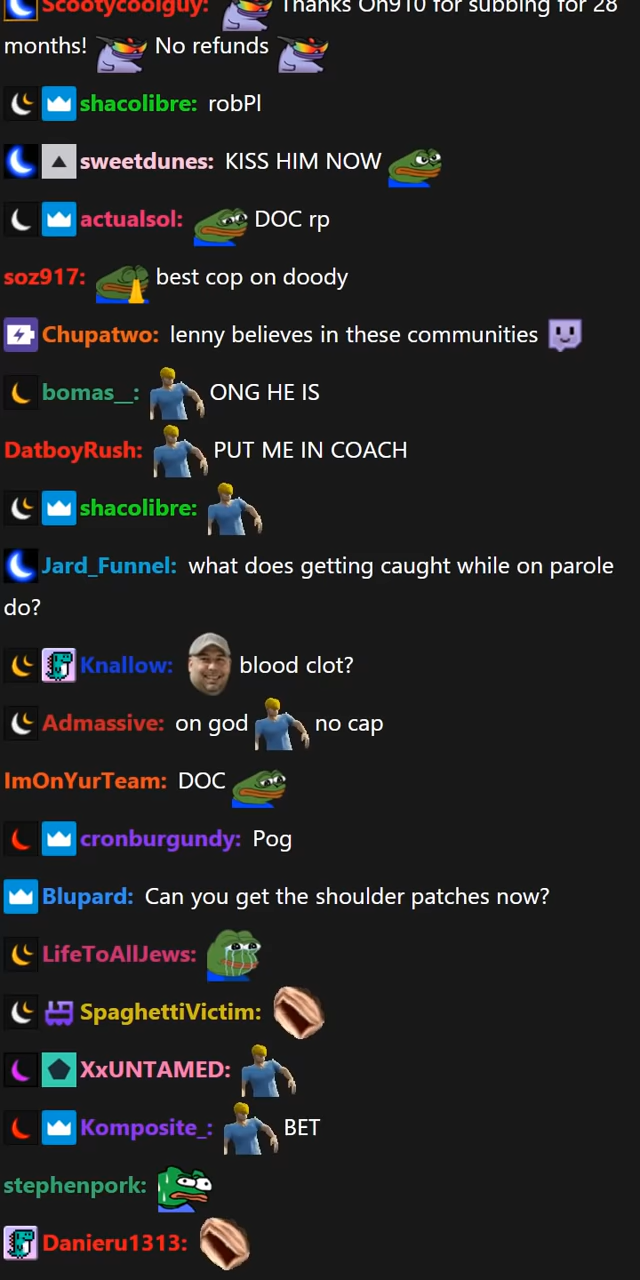 Scootycoolguy: Thanks Oh910 for subbing for 28
months! No refunds
shacolibre: robPl
sweetdunes: KISS HIM NOW
actualsol: DOC rp
soz917: best cop on doody
Chupatwo: lenny believes in these communities
bomas__: ONG HE IS
DatboyRush: PUT ME IN COACH
shacolibre:
Jard_Funnel: what does getting caught while on parole
do?
Knallow: blood clot?
Admassive: on god no cap
ImOnYurTeam: DOC
cronburgundy: Pog
Blupard: Can you get the shoulder patches now?
LifeToAllJews:
SpaghettiVictim:
XxUNTAMED:
Komposite_: BET
stephenpork:
Danieru1313: